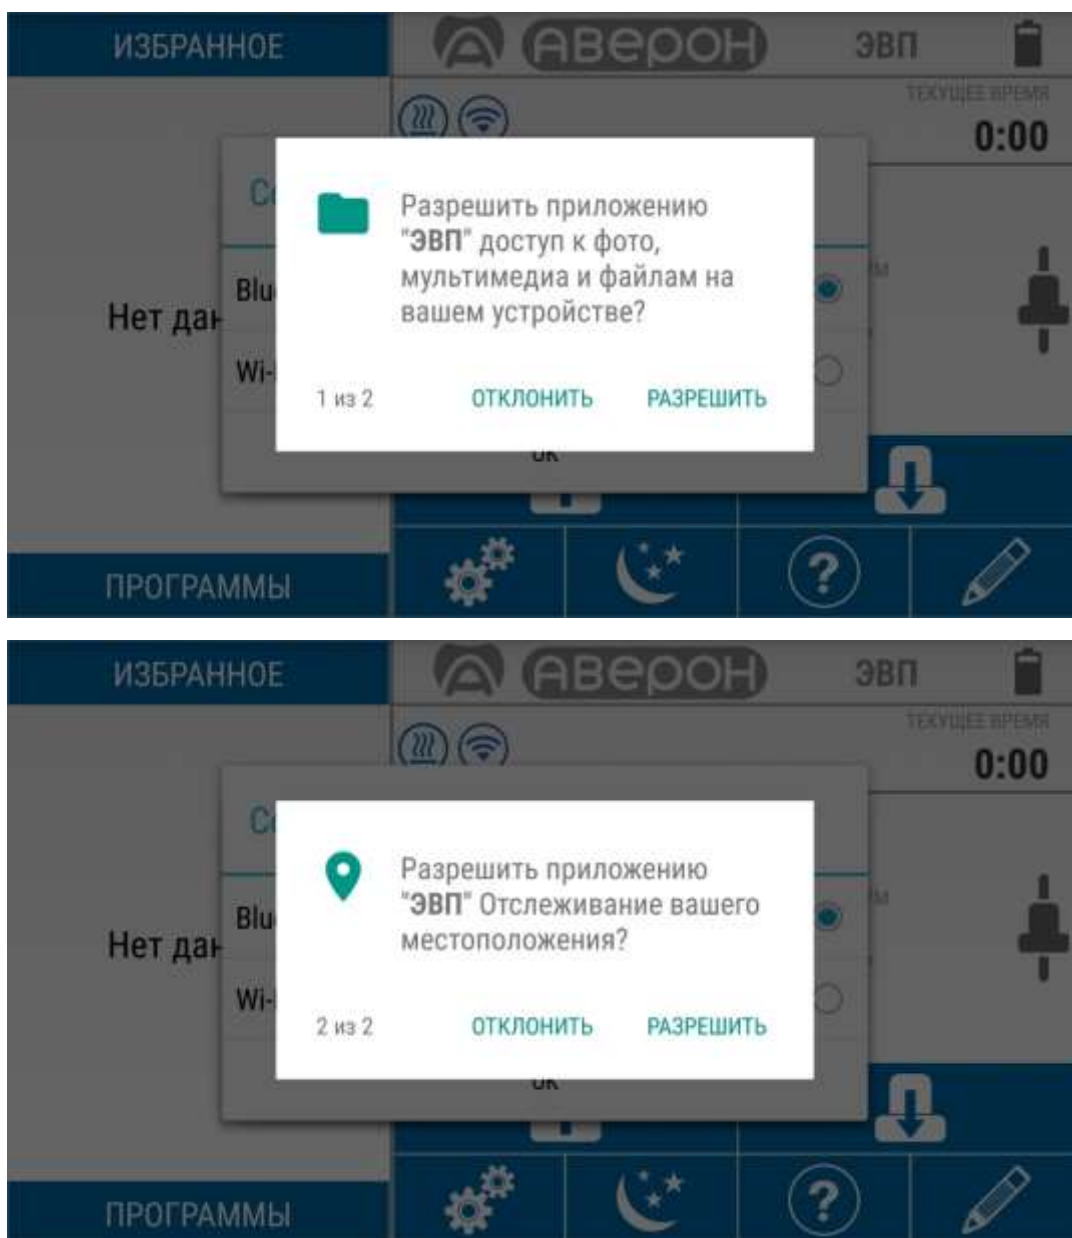 ИЗБРАННОЕ
АВЕРОН
ЭВП
ТЕКУЩЕЕ ВРЕМЯ
0:00
Разрешить приложению
"ЭВП" доступ к фото,
мультимедиа и файлам на
вашем устройстве?
Нет
1 из 2
ОТКЛОНИТЬ
РАЗРЕШИТЬ
ПРОГРАММЫ
ИЗБРАННОЕ
АВЕРОН
ЭВП
ТЕКУЩЕЕ ВРЕМЯ
0:00
Разрешить приложению
"ЭВП" Отслеживание вашего
местоположения?
Нет
2 из 2
ОТКЛОНИТЬ
РАЗРЕШИТЬ
ПРОГРАММЫ